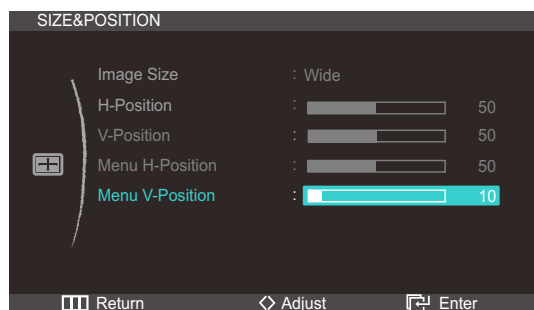 SIZE&POSITION
Image Size : Wide
H-Position : 50
V-Position : 50
Menu H-Position : 50
Menu V-Position : 10
Return Adjust Enter